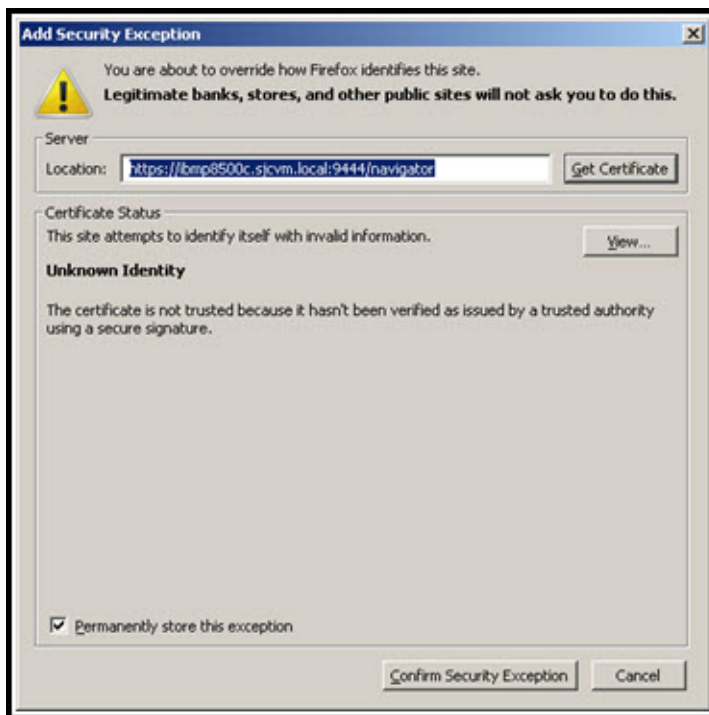 Add Security Exception
You are about to override how Firefox identifies this site.
Legitimate banks, stores, and other public sites will not ask you to do this.
Server
Location: https://ibmp8500c.sjcvm.local:9444/navigator Get Certificate
Certificate Status
This site attempts to identify itself with invalid information. View...
Unknown Identity
The certificate is not trusted because it hasn't been verified as issued by a trusted authority
using a secure signature.
Permanently store this exception
Confirm Security Exception Cancel